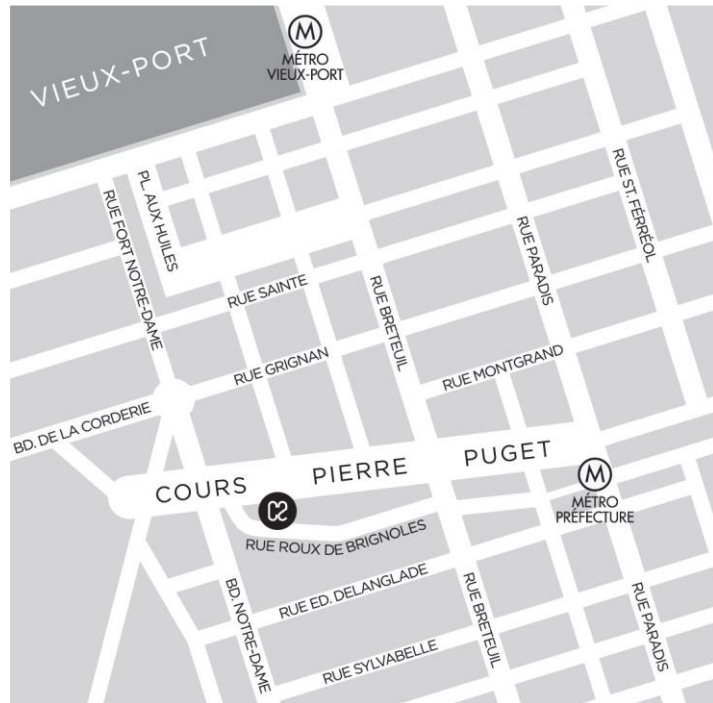 VIEUX-PORT
M
MÉTRO
VIEUX-PORT
PL. AUX HUILES
RUE FORT NOTRE-DAME
RUE ST. FÉRRÉOL
RUE PARADIS
RUE SAINTE
RUE BRETEUIL
RUE GRIGNAN
RUE MONTGRAND
BD. DE LA CORDERIE
COURS PIERRE PUGET
M
MÉTRO
PRÉFECTURE
C2
RUE ROUX DE BRIGNOLES
RUE ED. DELANGLADE
BD. NOTRE-DAME
RUE BRETEUIL
RUE PARADIS
RUE SYLVABELLE